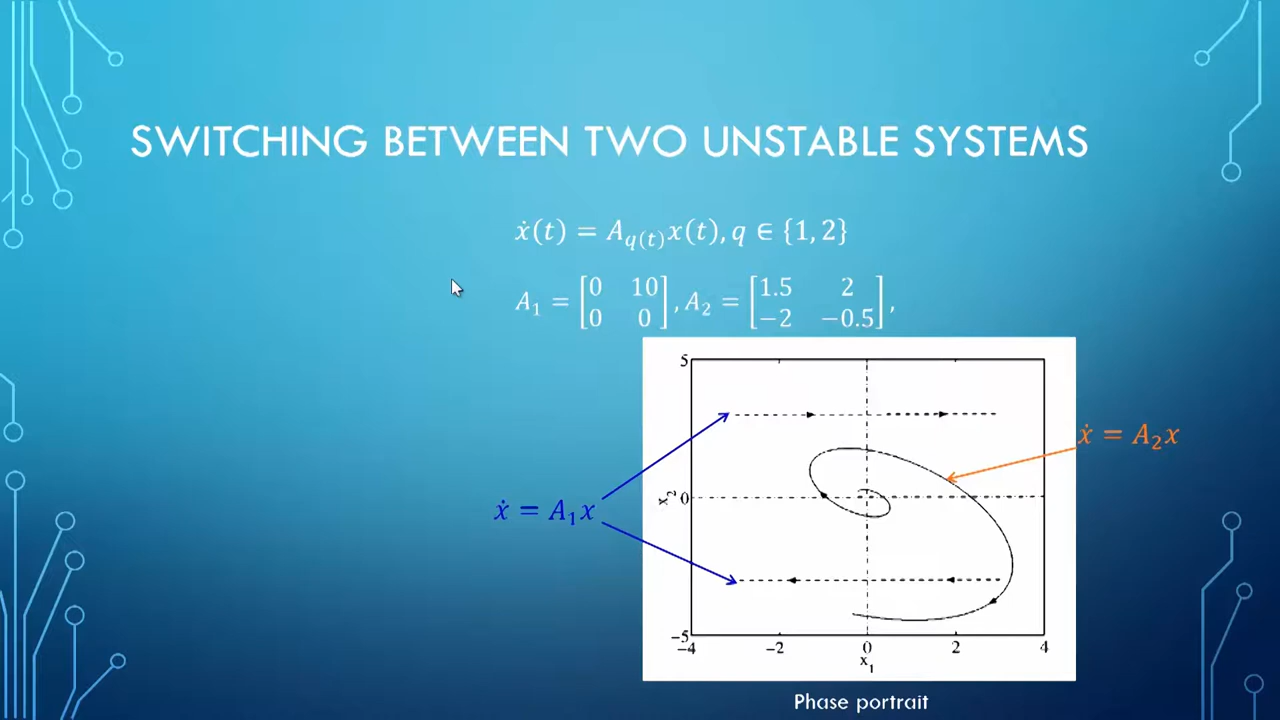 SWITCHING BETWEEN TWO UNSTABLE SYSTEMS
ẋ(t) = A_{q(t)}x(t), q ∈ {1, 2}
A₁ = [0 10; 0 0], A₂ = [1.5 2; −2 −0.5],
5
ẋ = A₂x
x₂ 0
ẋ = A₁x
−5
−4 −2 0 2 4
x₁
Phase portrait